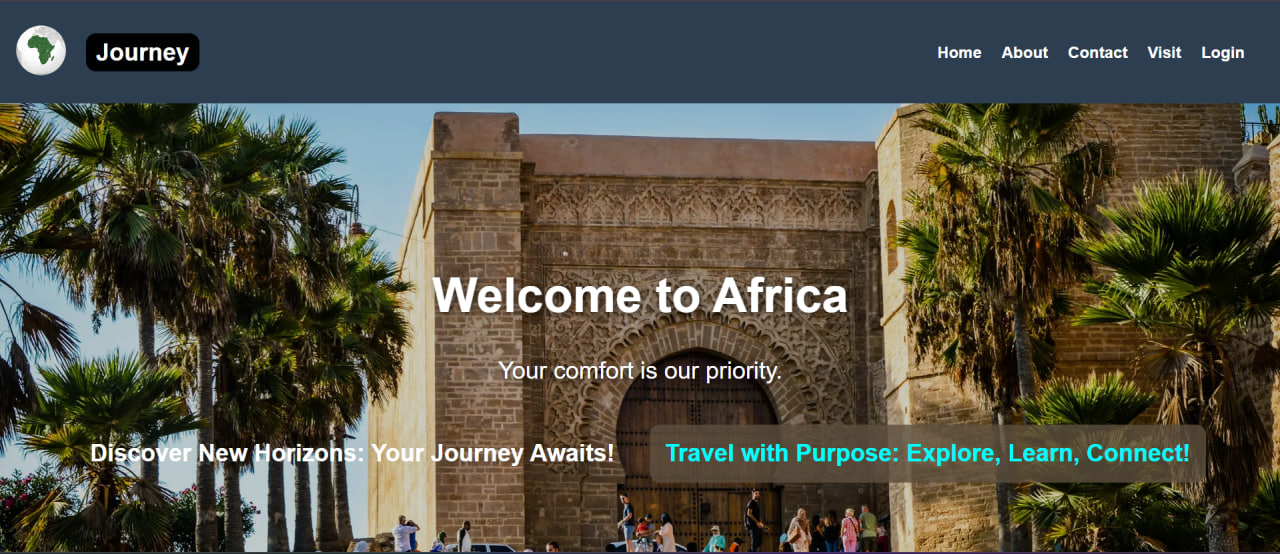 Journey
Home About Contact Visit Login
Welcome to Africa
Your comfort is our priority.
Discover New Horizons: Your Journey Awaits!
Travel with Purpose: Explore, Learn, Connect!